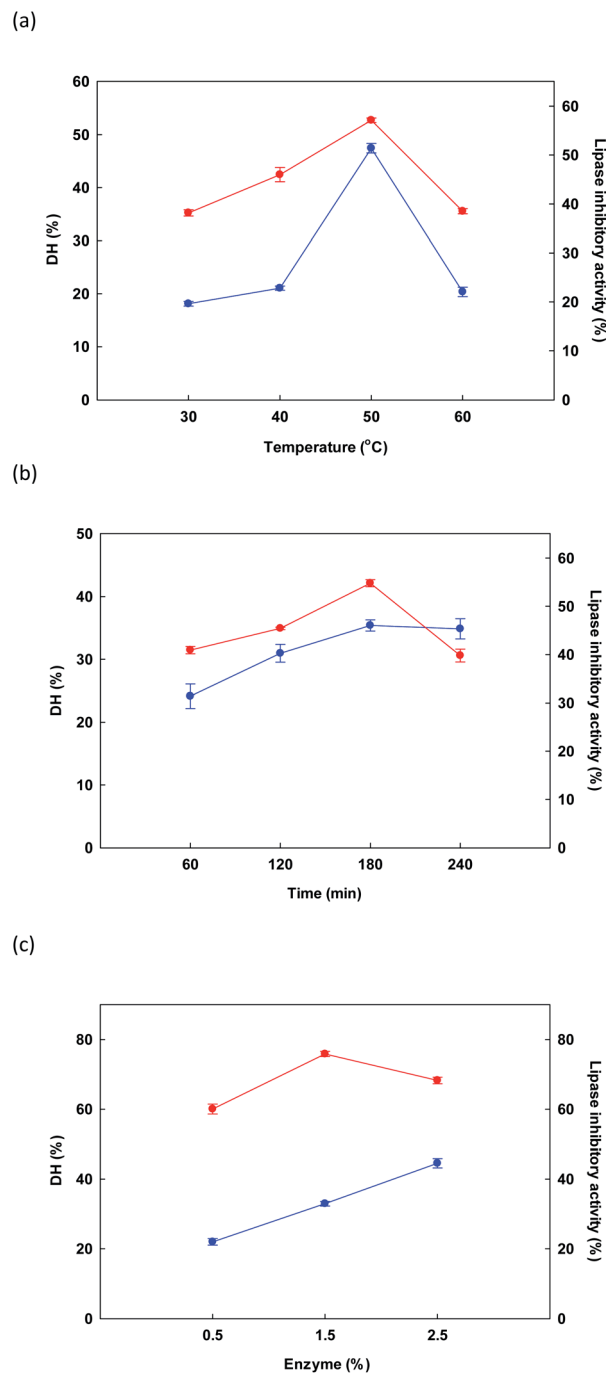 (a)
60
50
40
30
20
10
0
DH (%)
60
50
40
30
20
10
0
Lipase inhibitory activity (%)
30 40 50 60
Temperature (°C)
(b)
50
40
30
20
10
0
DH (%)
60
50
40
30
20
10
0
Lipase inhibitory activity (%)
60 120 180 240
Time (min)
(c)
80
60
40
20
0
DH (%)
80
60
40
20
0
Lipase inhibitory activity (%)
0.5 1.5 2.5
Enzyme (%)